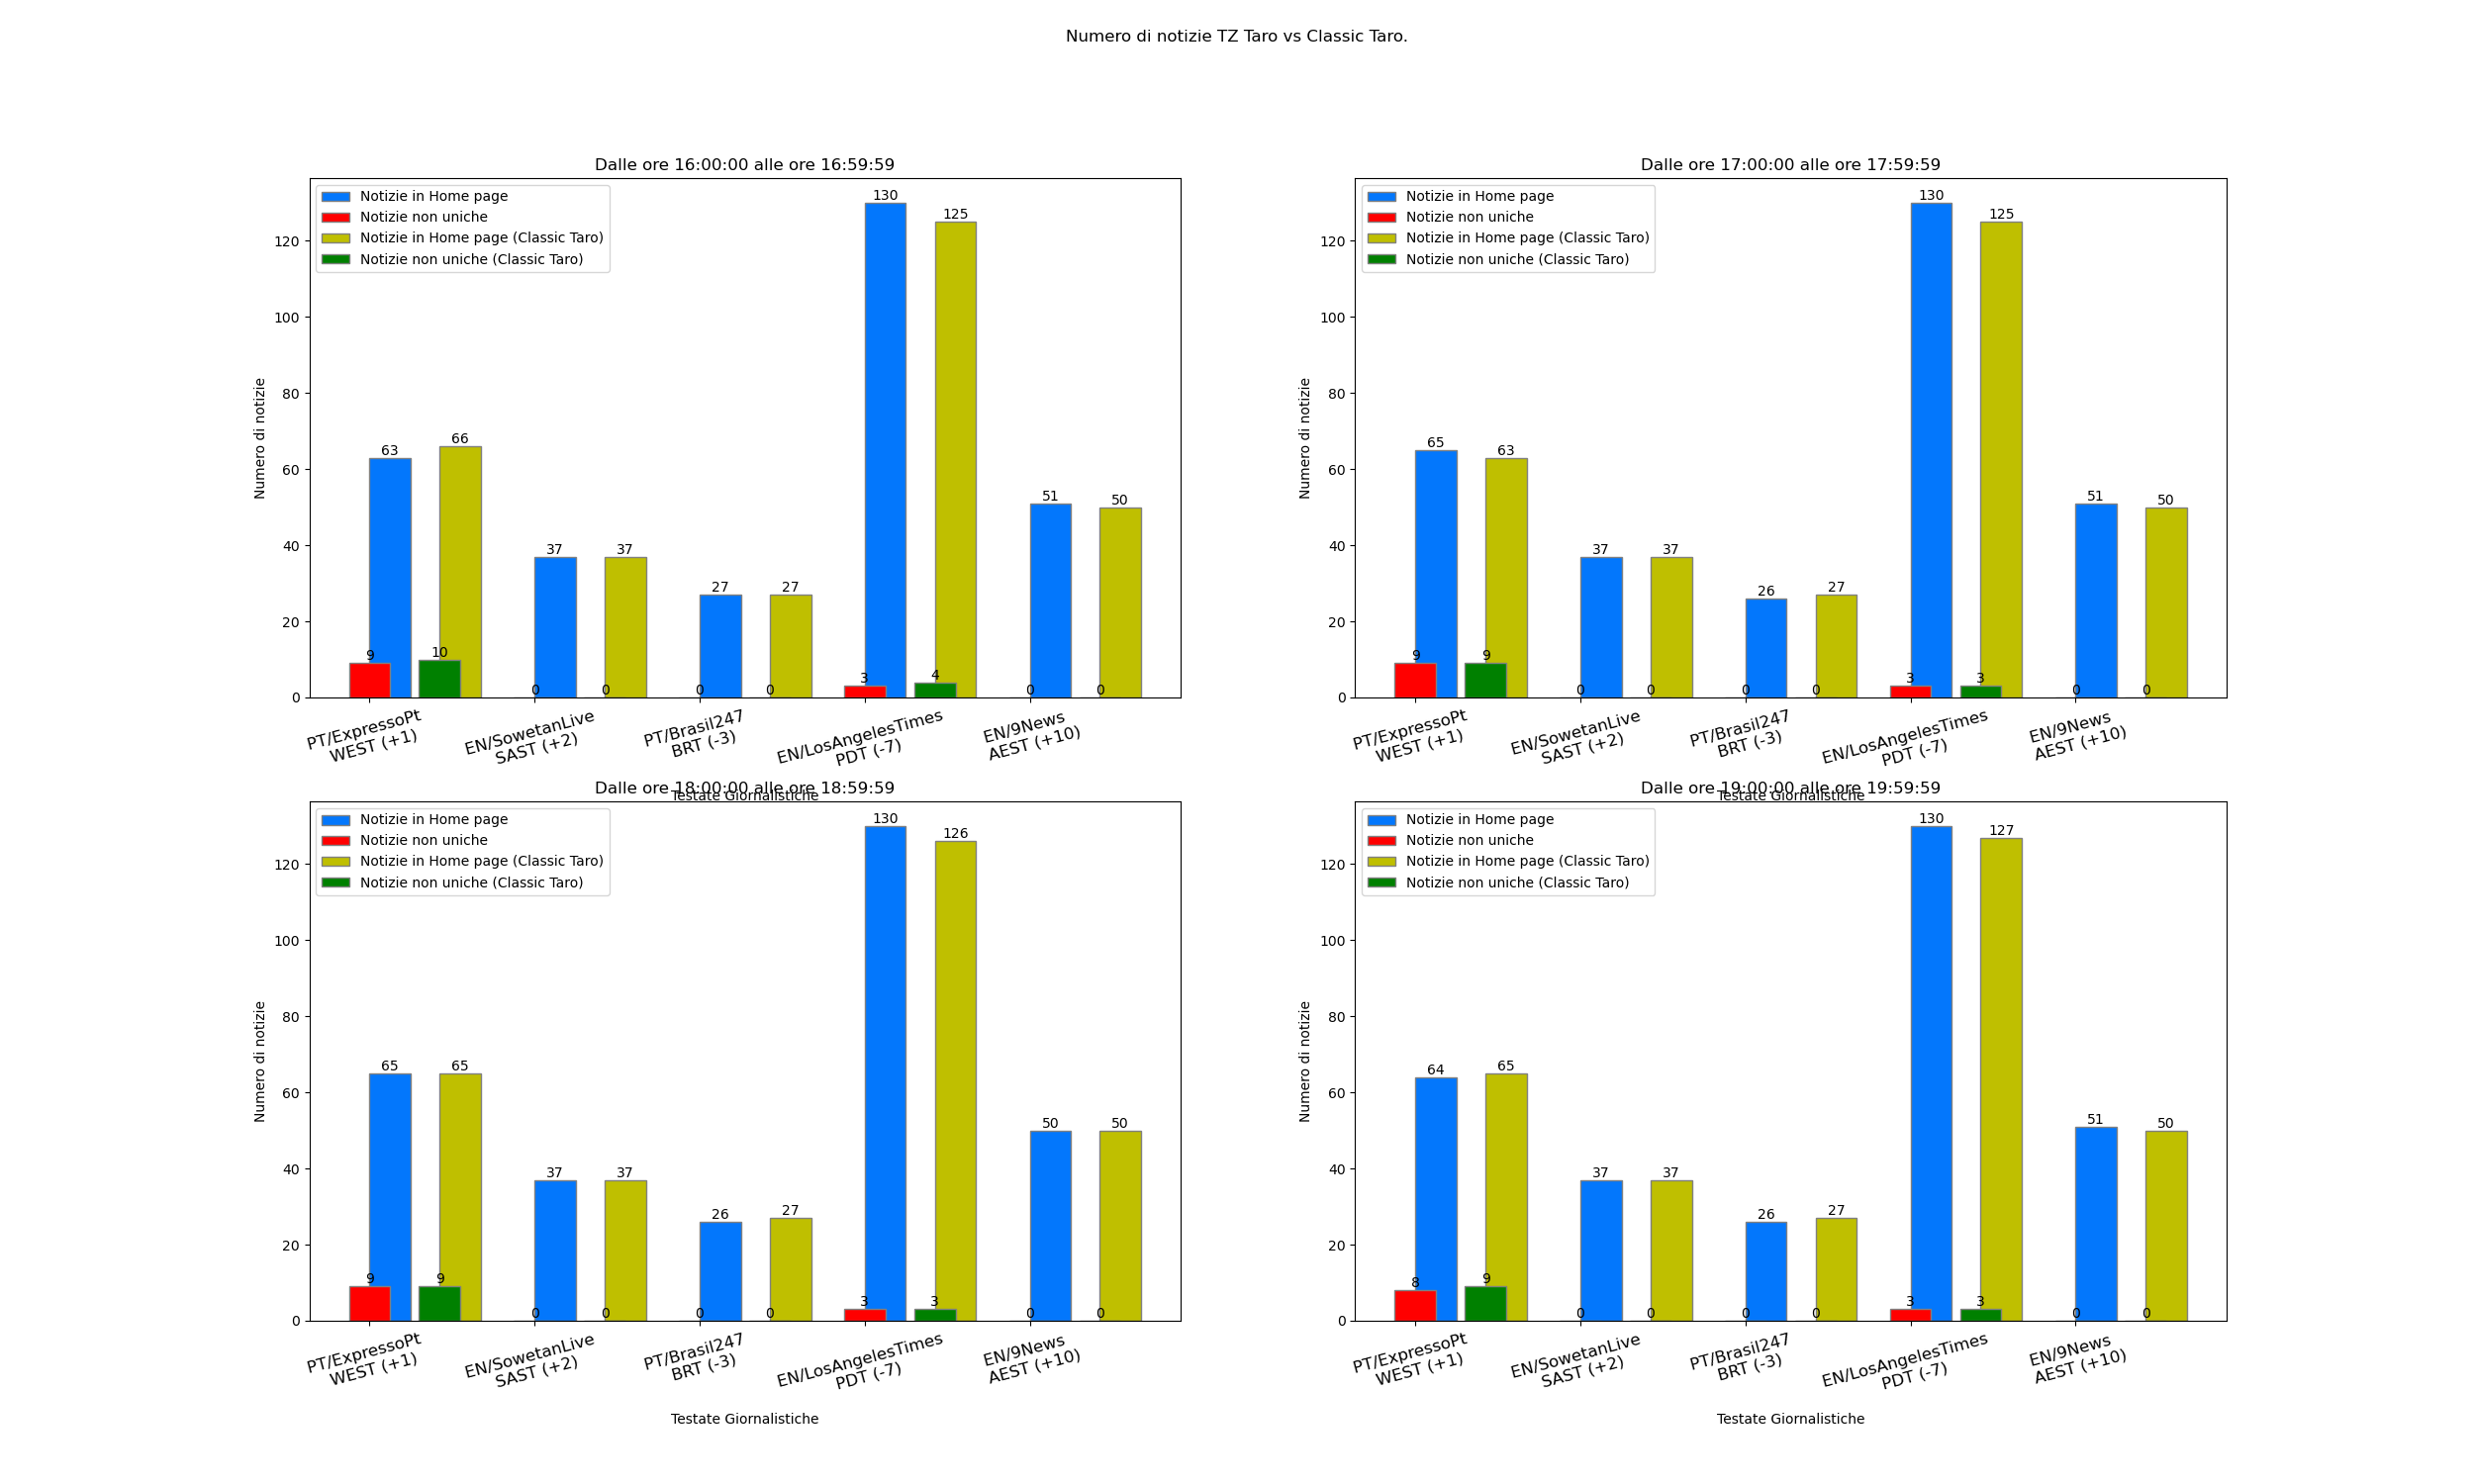 Numero di notizie TZ Taro vs Classic Taro.
Dalle ore 16:00:00 alle ore 16:59:59
Notizie in Home page
Notizie non uniche
Notizie in Home page (Classic Taro)
Notizie non uniche (Classic Taro)
Numero di notizie
120
100
80
60
40
20
0
63 66 37 37 27 27 130 125 51 50
9 10 0 0 0 0 3 4 0 0
PT/ExpressoPt
WEST (+1)
EN/SowetanLive
SAST (+2)
PT/Brasil247
BRT (-3)
EN/LosAngelesTimes
PDT (-7)
EN/9News
AEST (+10)
Testate Giornalistiche
Dalle ore 17:00:00 alle ore 17:59:59
Notizie in Home page
Notizie non uniche
Notizie in Home page (Classic Taro)
Notizie non uniche (Classic Taro)
Numero di notizie
120
100
80
60
40
20
0
65 63 37 37 26 27 130 125 51 50
9 9 0 0 0 0 3 3 0 0
PT/ExpressoPt
WEST (+1)
EN/SowetanLive
SAST (+2)
PT/Brasil247
BRT (-3)
EN/LosAngelesTimes
PDT (-7)
EN/9News
AEST (+10)
Testate Giornalistiche
Dalle ore 18:00:00 alle ore 18:59:59
Notizie in Home page
Notizie non uniche
Notizie in Home page (Classic Taro)
Notizie non uniche (Classic Taro)
Numero di notizie
120
100
80
60
40
20
0
65 65 37 37 26 27 130 126 50 50
9 9 0 0 0 0 3 3 0 0
PT/ExpressoPt
WEST (+1)
EN/SowetanLive
SAST (+2)
PT/Brasil247
BRT (-3)
EN/LosAngelesTimes
PDT (-7)
EN/9News
AEST (+10)
Testate Giornalistiche
Dalle ore 19:00:00 alle ore 19:59:59
Notizie in Home page
Notizie non uniche
Notizie in Home page (Classic Taro)
Notizie non uniche (Classic Taro)
Numero di notizie
120
100
80
60
40
20
0
64 65 37 37 26 27 130 127 51 50
8 9 0 0 0 0 3 3 0 0
PT/ExpressoPt
WEST (+1)
EN/SowetanLive
SAST (+2)
PT/Brasil247
BRT (-3)
EN/LosAngelesTimes
PDT (-7)
EN/9News
AEST (+10)
Testate Giornalistiche